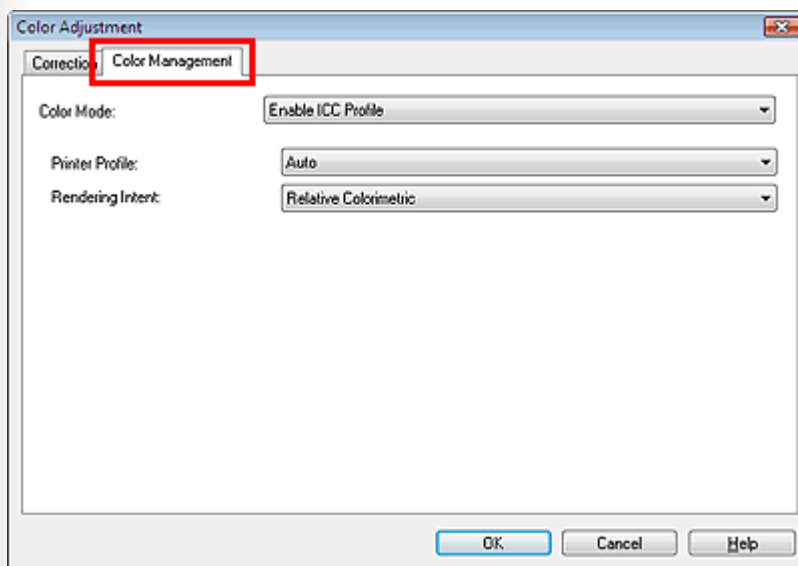 Color Adjustment
Correction Color Management
Color Mode: Enable ICC Profile
Printer Profile: Auto
Rendering Intent: Relative Colorimetric
OK Cancel Help